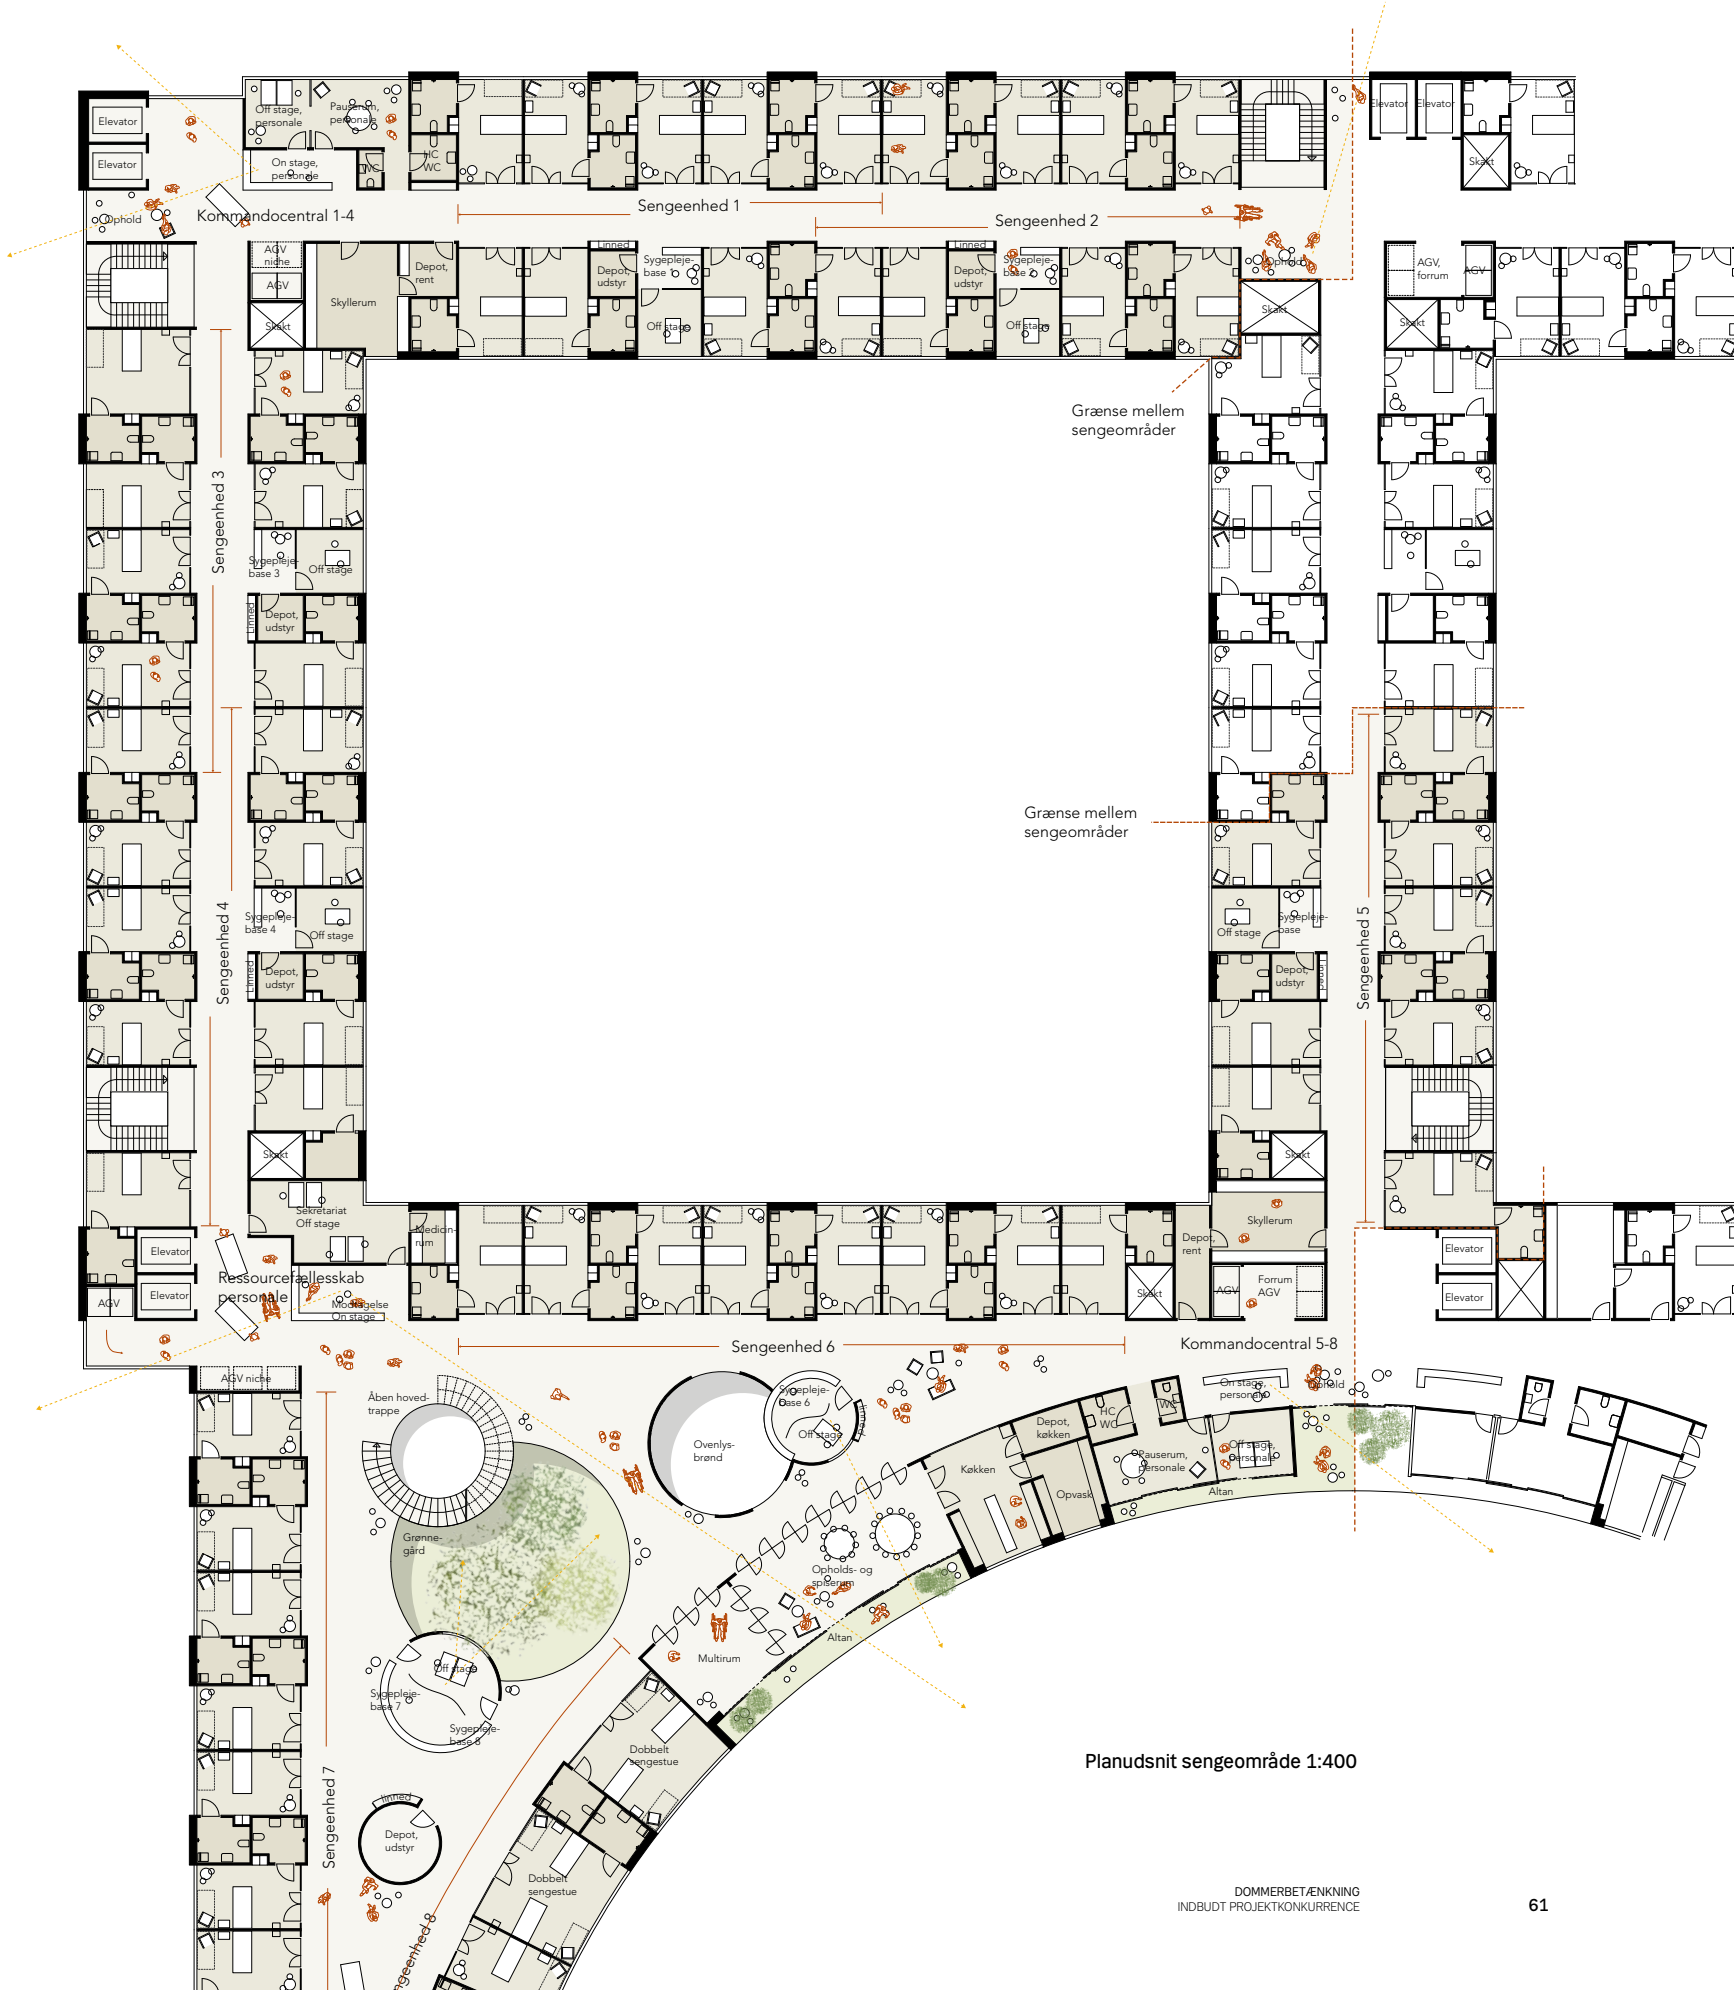 Elevator
Elevator
Off stage,
personale
Pauserum,
personale
On stage,
personale
WC
HC
WC
Ophold
Kommandocentral 1-4
Sengeenhed 1
Sengeenhed 2
Elevator
Elevator
Skakt
AGV
niche
AGV
Skakt
Skyllerum
Depot,
rent
Linned
Depot,
udstyr
Sygepleje-
base 1
Off stage
Linned
Depot,
udstyr
Sygepleje-
base 2
Off stage
Ophold
Skakt
AGV,
forrum
AGV
Skakt
Grænse mellem
sengeområder
Sengeenhed 3
Sygepleje-
base 3
Off stage
Linned
Depot,
udstyr
Grænse mellem
sengeområder
Sengeenhed 4
Sygepleje-
base 4
Off stage
Linned
Depot,
udstyr
Sengeenhed 5
Off stage
Sygepleje-
base
Depot,
udstyr
Linned
Skakt
Skakt
Sekretariat
Off stage
Medicin-
rum
Elevator
Elevator
AGV
Ressourcefællesskab
personale
Modtagelse
On stage
Depot,
rent
Skyllerum
Skakt
AGV
Forrum
AGV
Elevator
Elevator
Sengeenhed 6
Kommandocentral 5-8
AGV niche
Åben hoved-
trappe
Ovenlys-
brønd
Sygepleje-
base 6
Off stage
linned
On stage,
personale
Ophold
HC
WC
WC
Depot,
køkken
Køkken
Opvask
Pauserum,
personale
Off stage,
personale
Altan
Grønne-
gård
Opholds- og
spiserum
Altan
Multirum
Off stage
Sygepleje-
base 7
Sygepleje-
base 8
Dobbelt
sengestue
Sengeenhed 7
linned
Depot,
udstyr
Dobbelt
sengestue
ngeenhed 8
Planudsnit sengeområde 1:400
DOMMERBETÆNKNING
INDBUDT PROJEKTKONKURRENCE
61